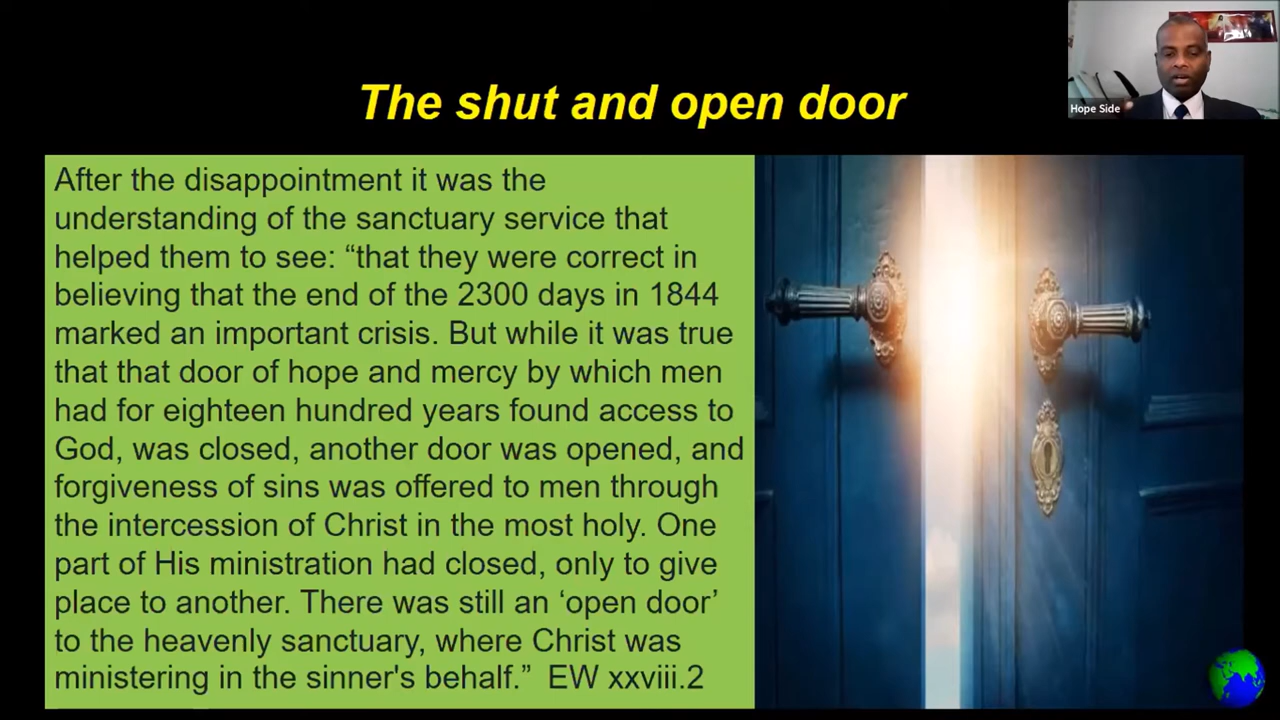 The shut and open door
Hope Side
After the disappointment it was the
understanding of the sanctuary service that
helped them to see: “that they were correct in
believing that the end of the 2300 days in 1844
marked an important crisis. But while it was true
that that door of hope and mercy by which men
had for eighteen hundred years found access to
God, was closed, another door was opened, and
forgiveness of sins was offered to men through
the intercession of Christ in the most holy. One
part of His ministration had closed, only to give
place to another. There was still an ‘open door’
to the heavenly sanctuary, where Christ was
ministering in the sinner's behalf.” EW xxviii.2